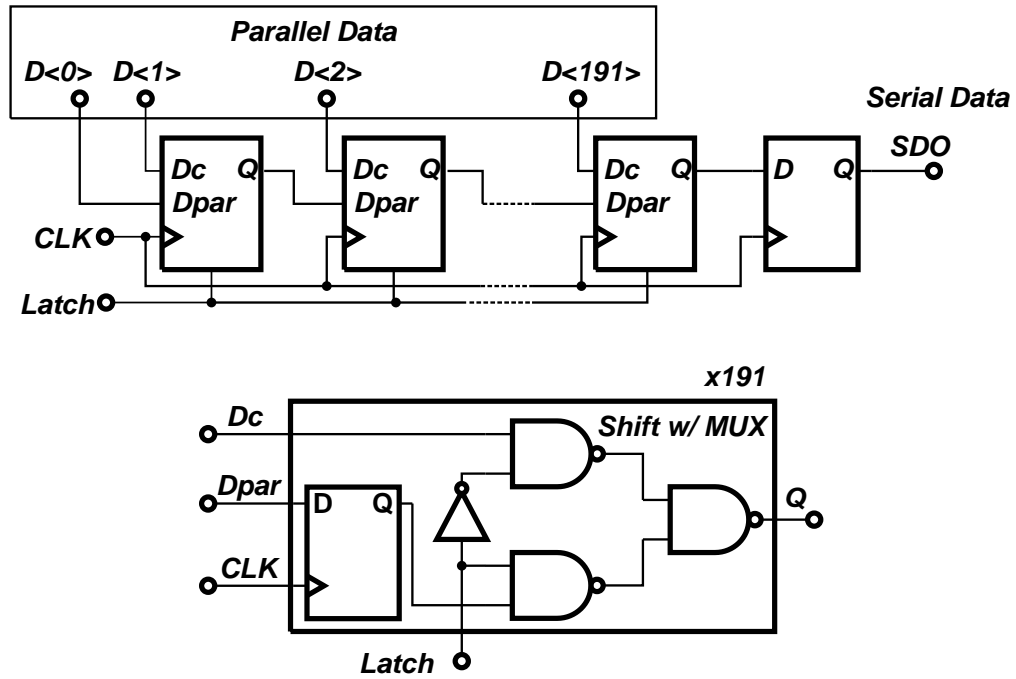 Parallel Data
D<0> D<1> D<2> D<191>
Serial Data
SDO
Dc Q Dc Q Dc Q D Q
Dpar Dpar Dpar
CLK
Latch
x191
Dc
Shift w/ MUX
Dpar
D Q
Q
CLK
Latch